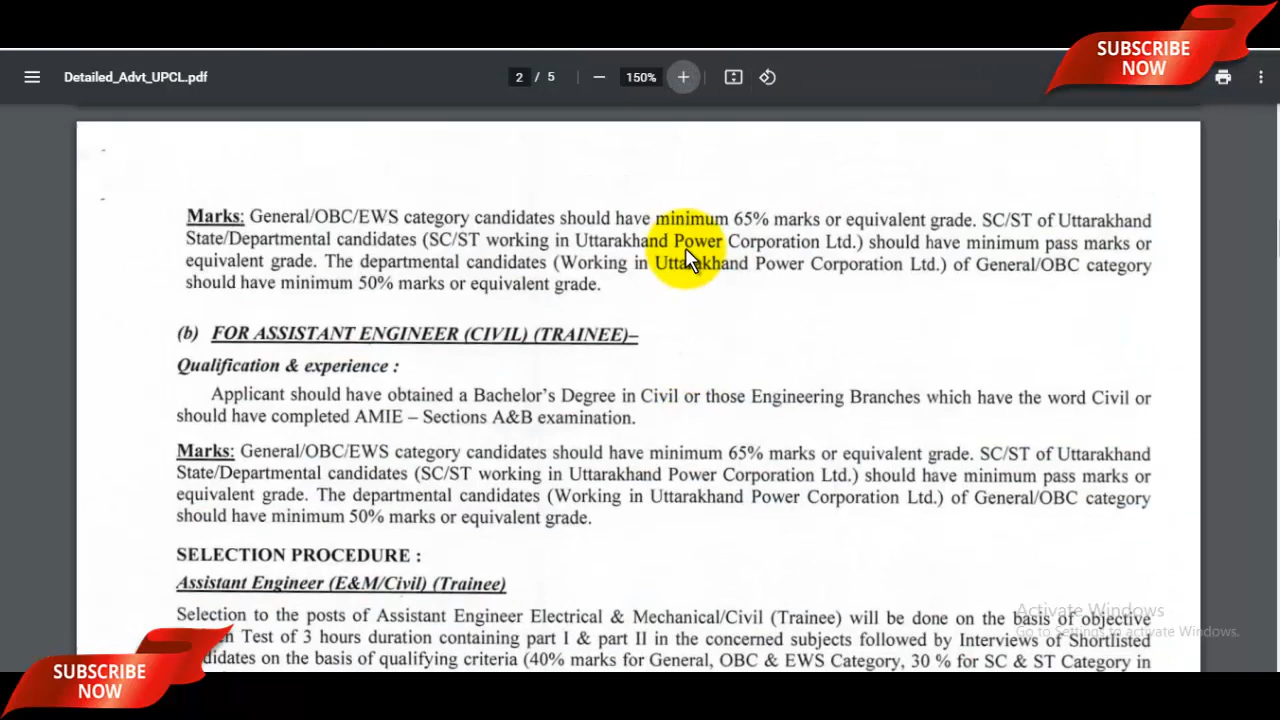 SUBSCRIBE
NOW
Detailed_Advt_UPCL.pdf
2 / 5
150%
Marks: General/OBC/EWS category candidates should have minimum 65% marks or equivalent grade. SC/ST of Uttarakhand
State/Departmental candidates (SC/ST working in Uttarakhand Power Corporation Ltd.) should have minimum pass marks or
equivalent grade. The departmental candidates (Working in Uttarakhand Power Corporation Ltd.) of General/OBC category
should have minimum 50% marks or equivalent grade.
(b) FOR ASSISTANT ENGINEER (CIVIL) (TRAINEE)–
Qualification & experience :
Applicant should have obtained a Bachelor's Degree in Civil or those Engineering Branches which have the word Civil or
should have completed AMIE – Sections A&B examination.
Marks: General/OBC/EWS category candidates should have minimum 65% marks or equivalent grade. SC/ST of Uttarakhand
State/Departmental candidates (SC/ST working in Uttarakhand Power Corporation Ltd.) should have minimum pass marks or
equivalent grade. The departmental candidates (Working in Uttarakhand Power Corporation Ltd.) of General/OBC category
should have minimum 50% marks or equivalent grade.
SELECTION PROCEDURE :
Assistant Engineer (E&M/Civil) (Trainee)
Selection to the posts of Assistant Engineer Electrical & Mechanical/Civil (Trainee) will be done on the basis of objective
Test of 3 hours duration containing part I & part II in the concerned subjects followed by Interviews of Shortlisted
on the basis of qualifying criteria (40% marks for General, OBC & EWS Category, 30 % for SC & ST Category in
Activate Windows
Go to Settings to activate Windows.
SUBSCRIBE
NOW